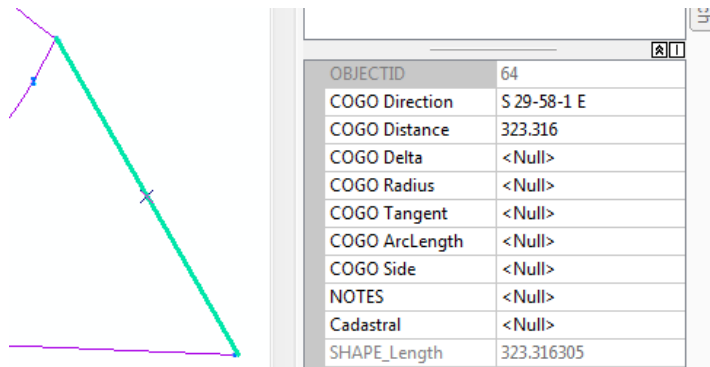 ch
OBJECTID 64
COGO Direction S 29-58-1 E
COGO Distance 323.316
COGO Delta <Null>
COGO Radius <Null>
COGO Tangent <Null>
COGO ArcLength <Null>
COGO Side <Null>
NOTES <Null>
Cadastral <Null>
SHAPE_Length 323.316305